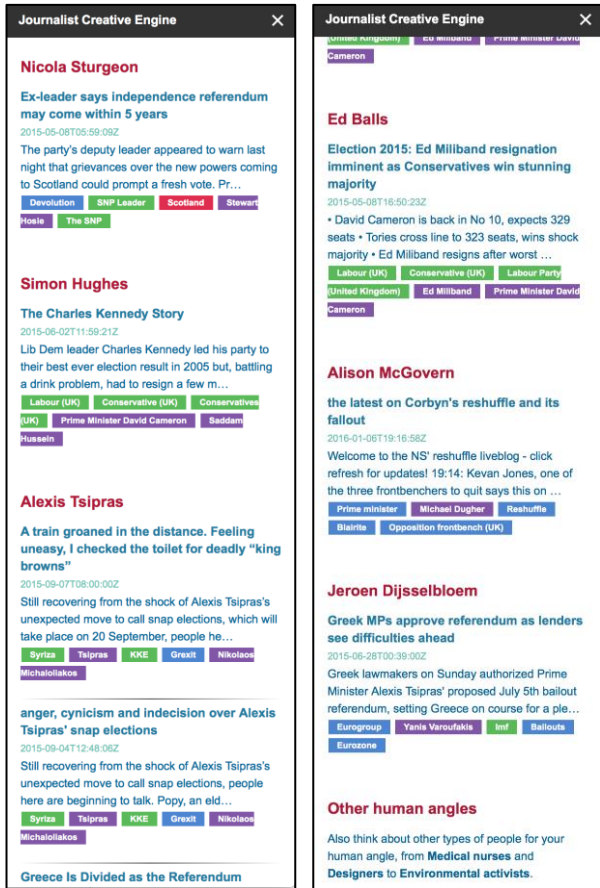 Journalist Creative Engine ×
Nicola Sturgeon
Ex-leader says independence referendum
may come within 5 years
2015-05-08T05:59:09Z
The party's deputy leader appeared to warn last
night that grievances over the new powers coming
to Scotland could prompt a fresh vote. Pr…
Devolution SNP Leader Scotland Stewart
Hosie The SNP
Simon Hughes
The Charles Kennedy Story
2015-06-02T11:59:21Z
Lib Dem leader Charles Kennedy led his party to
their best ever election result in 2005 but, battling
a drink problem, had to resign a few m…
Labour (UK) Conservative (UK) Conservatives
(UK) Prime Minister David Cameron Saddam
Hussein
Alexis Tsipras
A train groaned in the distance. Feeling
uneasy, I checked the toilet for deadly “king
browns”
2015-09-07T08:00:00Z
Still recovering from the shock of Alexis Tsipras's
unexpected move to call snap elections, which will
take place on 20 September, people he…
Syriza Tsipras KKE Grexit Nikolaos
Michaloliakos
anger, cynicism and indecision over Alexis
Tsipras' snap elections
2015-09-04T12:48:06Z
Still recovering from the shock of Alexis Tsipras's
unexpected move to call snap elections, people
here are beginning to talk. Popy, an eld…
Syriza Tsipras KKE Grexit Nikolaos
Michaloliakos
Greece Is Divided as the Referendum
Journalist Creative Engine ×
(United Kingdom) Ed Miliband Prime Minister David
Cameron
Ed Balls
Election 2015: Ed Miliband resignation
imminent as Conservatives win stunning
majority
2015-05-08T16:50:23Z
• David Cameron is back in No 10, expects 329
seats • Tories cross line to 323 seats, wins shock
majority • Ed Miliband resigns after worst …
Labour (UK) Conservative (UK) Labour Party
(United Kingdom) Ed Miliband Prime Minister David
Cameron
Alison McGovern
the latest on Corbyn's reshuffle and its
fallout
2016-01-06T19:16:58Z
Welcome to the NS' reshuffle liveblog - click
refresh for updates! 19:14: Kevan Jones, one of
the three frontbenchers to quit says this on …
Prime minister Michael Dugher Reshuffle
Blairite Opposition frontbench (UK)
Jeroen Dijsselbloem
Greek MPs approve referendum as lenders
see difficulties ahead
2015-06-28T00:39:00Z
Greek lawmakers on Sunday authorized Prime
Minister Alexis Tsipras' proposed July 5th bailout
referendum, setting Greece on course for a ple…
Eurogroup Yanis Varoufakis Imf Bailouts
Eurozone
Other human angles
Also think about other types of people for your
human angle, from Medical nurses and
Designers to Environmental activists.